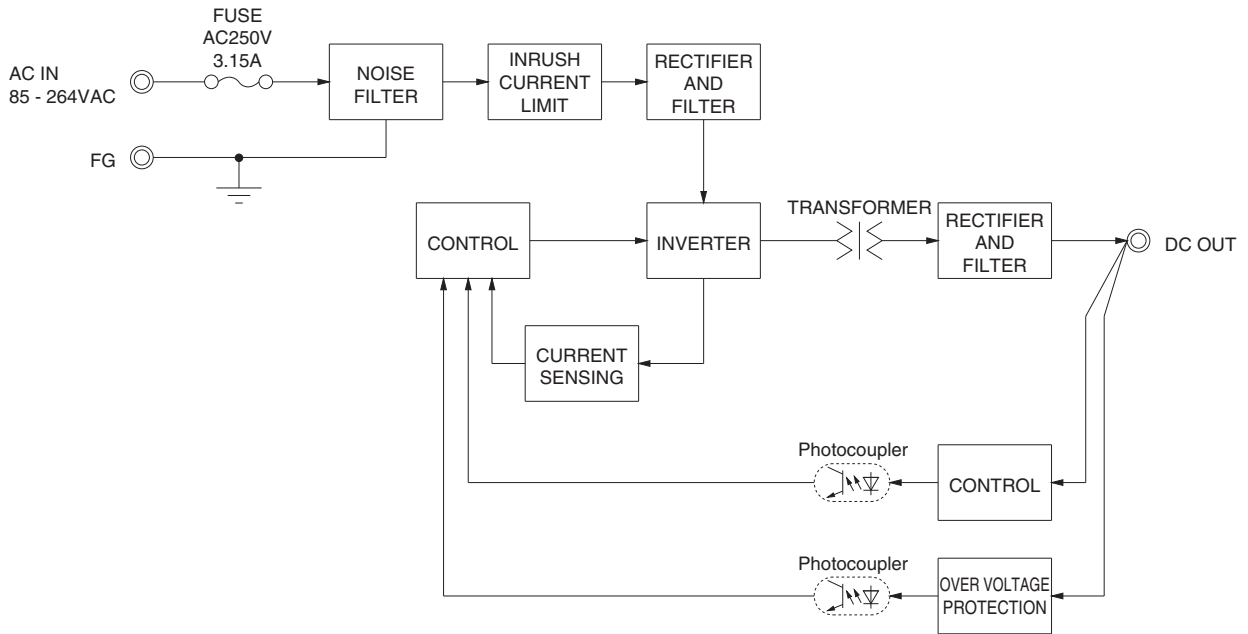 FUSE
AC250V
3.15A
AC IN
85 - 264VAC
NOISE
FILTER
INRUSH
CURRENT
LIMIT
RECTIFIER
AND
FILTER
FG
CONTROL
INVERTER
TRANSFORMER
RECTIFIER
AND
FILTER
DC OUT
CURRENT
SENSING
Photocoupler
CONTROL
Photocoupler
OVER VOLTAGE
PROTECTION